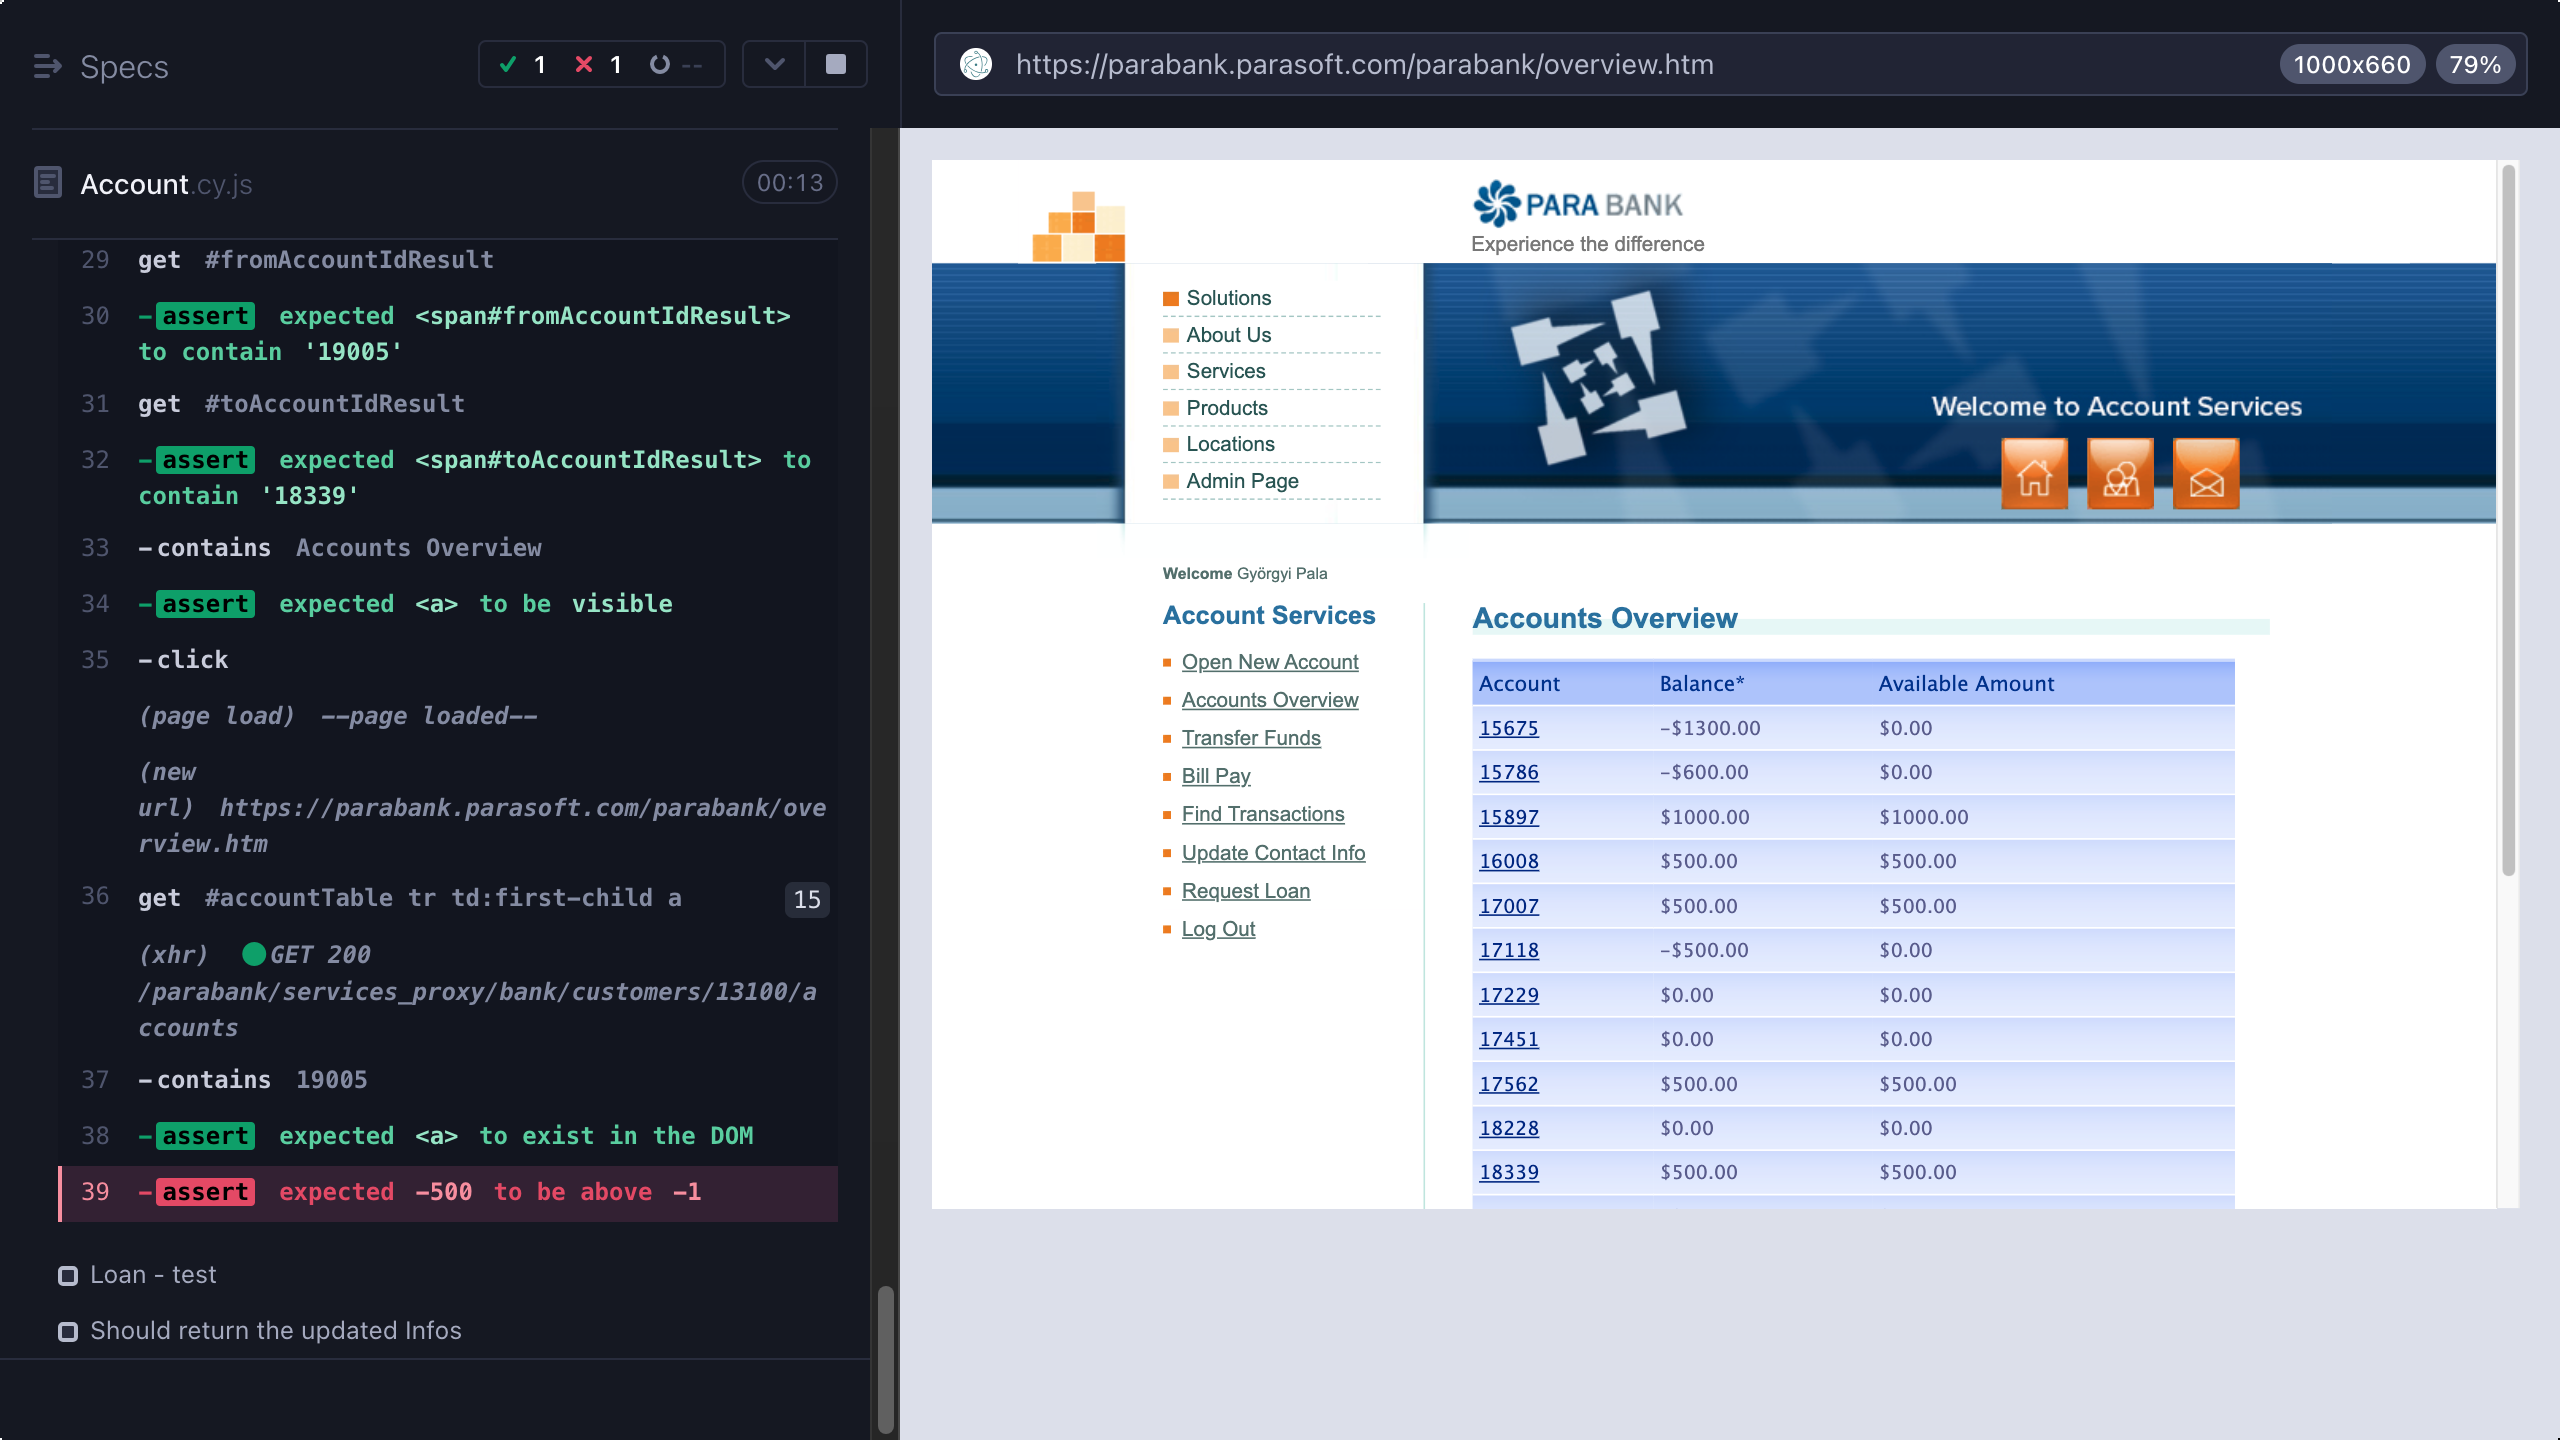 Specs
1
1
--
Account.cy.js
00:13
29 get #fromAccountIdResult
30 -assert expected <span#fromAccountIdResult>
to contain '19005'
31 get #toAccountIdResult
32 -assert expected <span#toAccountIdResult> to
contain '18339'
33 -contains Accounts Overview
34 -assert expected <a> to be visible
35 -click
(page load) --page loaded--
(new
url) https://parabank.parasoft.com/parabank/ove
rview.htm
36 get #accountTable tr td:first-child a 15
(xhr) GET 200
/parabank/services_proxy/bank/customers/13100/a
ccounts
37 -contains 19005
38 -assert expected <a> to exist in the DOM
39 -assert expected -500 to be above -1
Loan - test
Should return the updated Infos
https://parabank.parasoft.com/parabank/overview.htm
1000x660
79%
PARA BANK
Experience the difference
Solutions
About Us
Services
Products
Locations
Admin Page
Welcome to Account Services
Welcome Györgyi Pala
Account Services
Open New Account
Accounts Overview
Transfer Funds
Bill Pay
Find Transactions
Update Contact Info
Request Loan
Log Out
Accounts Overview
Account Balance* Available Amount
15675 -$1300.00 $0.00
15786 -$600.00 $0.00
15897 $1000.00 $1000.00
16008 $500.00 $500.00
17007 $500.00 $500.00
17118 -$500.00 $0.00
17229 $0.00 $0.00
17451 $0.00 $0.00
17562 $500.00 $500.00
18228 $0.00 $0.00
18339 $500.00 $500.00